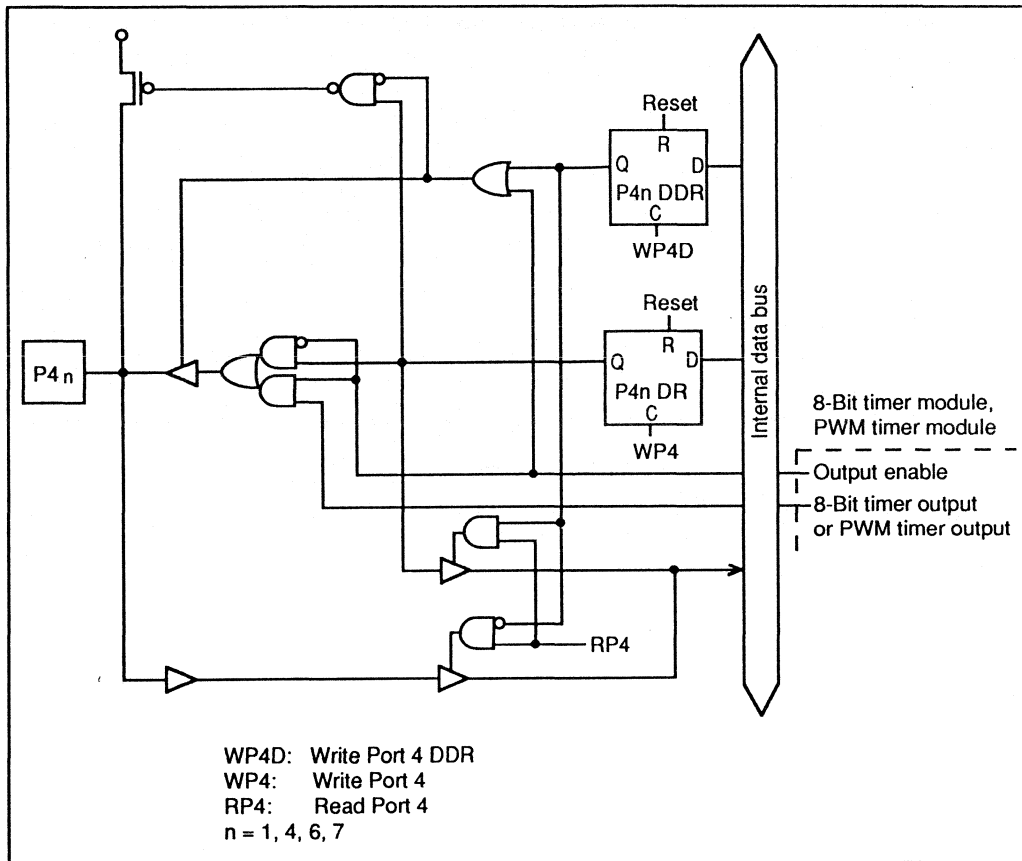 Reset
R
Q
D
P4n DDR
C
WP4D
Reset
R
Q
D
P4n DR
C
WP4
P4n
Internal data bus
8-Bit timer module,
PWM timer module
Output enable
8-Bit timer output
or PWM timer output
RP4
WP4D: Write Port 4 DDR
WP4: Write Port 4
RP4: Read Port 4
n = 1, 4, 6, 7